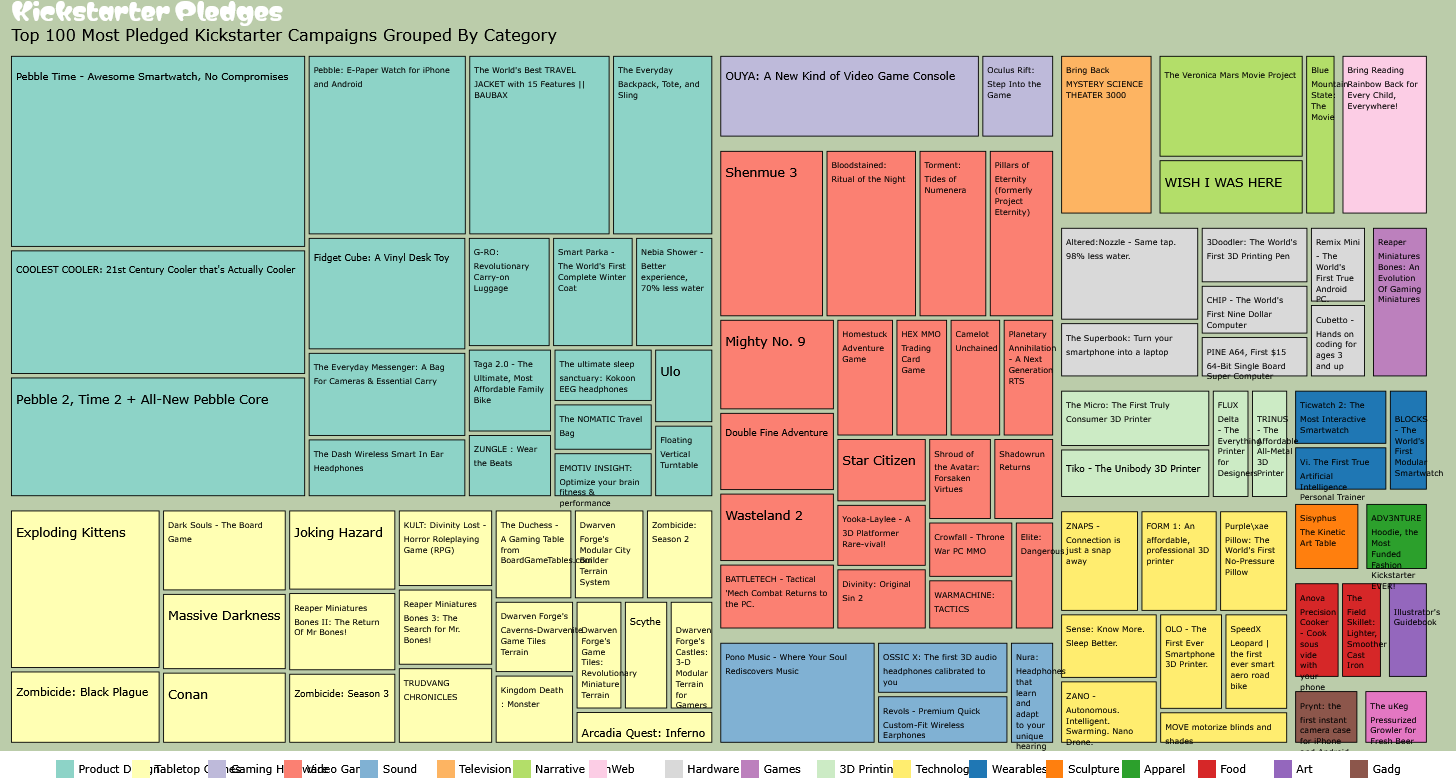 Kickstarter Pledges
Top 100 Most Pledged Kickstarter Campaigns Grouped By Category
Pebble Time - Awesome Smartwatch, No Compromises
COOLEST COOLER: 21st Century Cooler that's Actually Cooler
Pebble 2, Time 2 + All-New Pebble Core
Pebble: E-Paper Watch for iPhone
and Android
Fidget Cube: A Vinyl Desk Toy
The Everyday Messenger: A Bag
For Cameras & Essential Carry
The Dash Wireless Smart In Ear
Headphones
The World's Best TRAVEL
JACKET with 15 Features ||
BAUBAX
The Everyday
Backpack, Tote, and
Sling
G-RO:
Revolutionary
Carry-on
Luggage
Smart Parka -
The World's First
Complete Winter
Coat
Nebia Shower -
Better
experience,
70% less water
Taga 2.0 - The
Ultimate, Most
Affordable Family
Bike
ZUNGLE : Wear
the Beats
The ultimate sleep
sanctuary: Kokoon
EEG headphones
The NOMATIC Travel
Bag
EMOTIV INSIGHT:
Optimize your brain
fitness &
performance
Ulo
Floating
Vertical
Turntable
Exploding Kittens
Zombicide: Black Plague
Dark Souls - The Board
Game
Massive Darkness
Conan
Joking Hazard
Reaper Miniatures
Bones II: The Return
Of Mr Bones!
Zombicide: Season 3
KULT: Divinity Lost -
Horror Roleplaying
Game (RPG)
Reaper Miniatures
Bones 3: The
Search for Mr.
Bones!
TRUDVANG
CHRONICLES
The Duchess -
A Gaming Table
from
BoardGameTables.com
Dwarven
Forge's
Modular City
Builder
Terrain
System
Zombicide:
Season 2
Dwarven Forge's
Caverns-Dwarvenite
Game Tiles
Terrain
Kingdom Death
: Monster
Dwarven
Forge's
Game
Tiles:
Revolutionary
Miniature
Terrain
Scythe
Dwarven
Forge's
Castles:
3-D
Modular
Terrain
for
Gamers
Arcadia Quest: Inferno
OUYA: A New Kind of Video Game Console
Oculus Rift:
Step Into the
Game
Shenmue 3
Bloodstained:
Ritual of the Night
Torment:
Tides of
Numenera
Pillars of
Eternity
(formerly
Project
Eternity)
Mighty No. 9
Double Fine Adventure
Wasteland 2
BATTLETECH - Tactical
'Mech Combat Returns to
the PC.
Homestuck
Adventure
Game
HEX MMO
Trading
Card
Game
Camelot
Unchained
Planetary
Annihilation
- A Next
Generation
RTS
Star Citizen
Yooka-Laylee - A
3D Platformer
Rare-vival!
Divinity: Original
Sin 2
Shroud of
the Avatar:
Forsaken
Virtues
Shadowrun
Returns
Crowfall - Throne
War PC MMO
WARMACHINE:
TACTICS
Elite:
Dangerous
Pono Music - Where Your Soul
Rediscovers Music
OSSIC X: The first 3D audio
headphones calibrated to
you
Revols - Premium Quick
Custom-Fit Wireless
Earphones
Nura:
Headphones
that
learn
and
adapt
to your
unique
hearing
Bring Back
MYSTERY SCIENCE
THEATER 3000
The Veronica Mars Movie Project
WISH I WAS HERE
Blue
Mountain
State:
The
Movie
Bring Reading
Rainbow Back for
Every Child,
Everywhere!
Altered:Nozzle - Same tap.
98% less water.
The Superbook: Turn your
smartphone into a laptop
3Doodler: The World's
First 3D Printing Pen
CHIP - The World's
First Nine Dollar
Computer
PINE A64, First $15
64-Bit Single Board
Super Computer
Remix Mini
- The
World's
First True
Android
PC.
Cubetto -
Hands on
coding for
ages 3
and up
Reaper
Miniatures
Bones: An
Evolution
Of Gaming
Miniatures
The Micro: The First Truly
Consumer 3D Printer
Tiko - The Unibody 3D Printer
FLUX
Delta
- The
Everything
Printer
for
Designers
TRINUS
- The
Affordable
All-Metal
3D
Printer
Ticwatch 2: The
Most Interactive
Smartwatch
Vi. The First True
Artificial
Intelligence
Personal Trainer
BLOCKS
- The
World's
First
Modular
Smartwatch
ZNAPS -
Connection is
just a snap
away
FORM 1: An
affordable,
professional 3D
printer
Purple\xae
Pillow: The
World's First
No-Pressure
Pillow
Sense: Know More.
Sleep Better.
ZANO -
Autonomous.
Intelligent.
Swarming. Nano
Drone.
OLO - The
First Ever
Smartphone
3D Printer.
SpeedX
Leopard |
the first
ever smart
aero road
bike
MOVE motorize blinds and
shades
Sisyphus
The Kinetic
Art Table
ADV3NTURE
Hoodie, the
Most
Funded
Fashion
Kickstarter
EVER!
Anova
Precision
Cooker
- Cook
sous
vide
with
your
phone
The
Field
Skillet:
Lighter,
Smoother
Cast
Iron
Illustrator's
Guidebook
Prynt: the
first instant
camera case
for iPhone
and Android
The uKeg
Pressurized
Growler for
Fresh Beer
Product Design Tabletop Games Gaming Hardware Video Games Sound Television Narrative Web Hardware Games 3D Printing Technology Wearables Sculpture Apparel Food Art Gadg